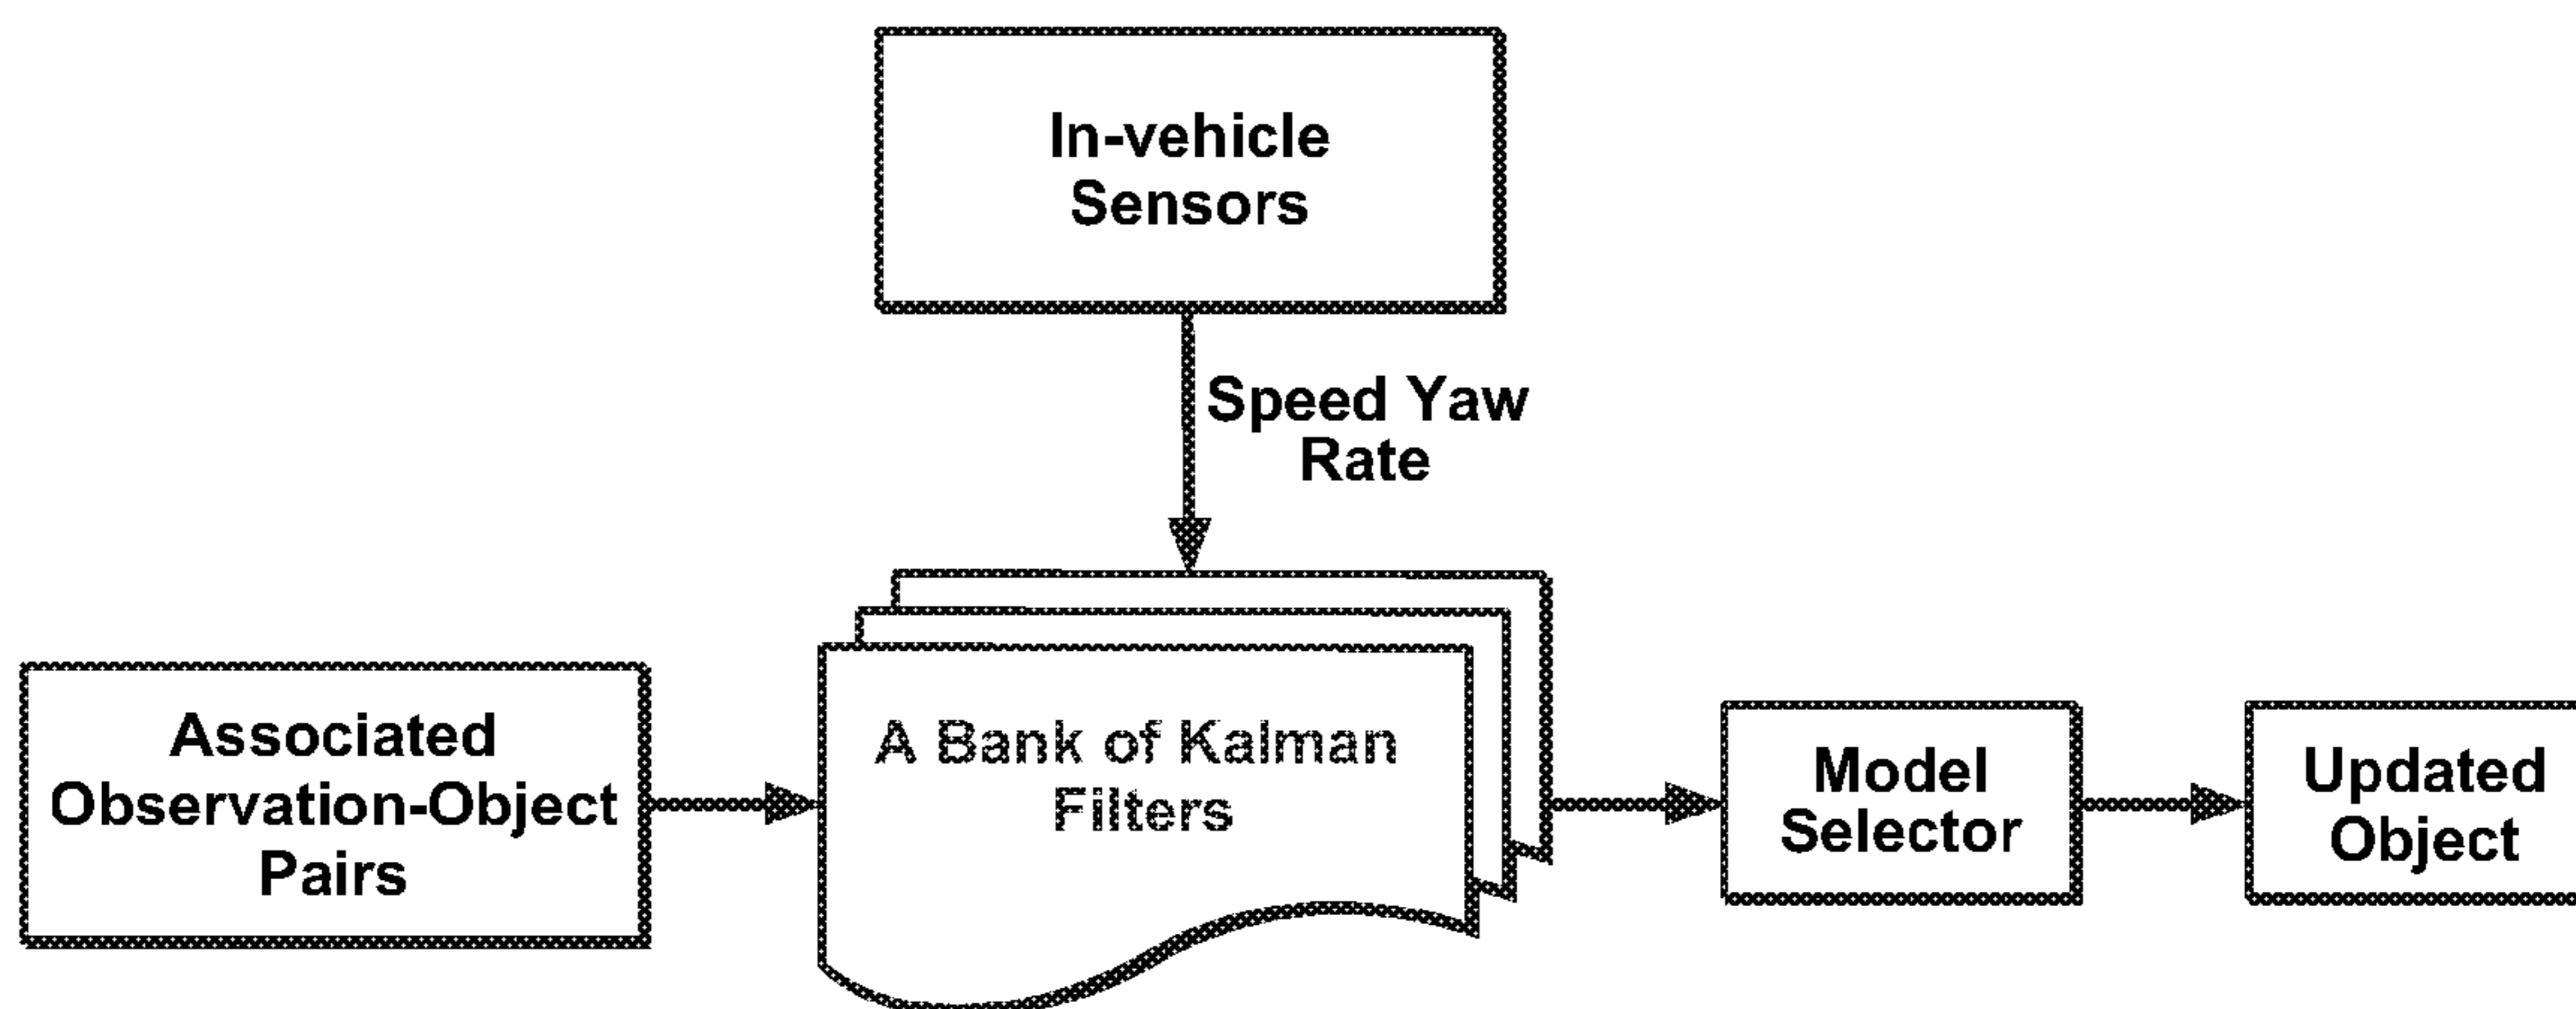 In-vehicle
Sensors
Speed Yaw
Rate
Associated
Observation-Object
Pairs
A Bank of Kalman
Filters
Model
Selector
Updated
Object